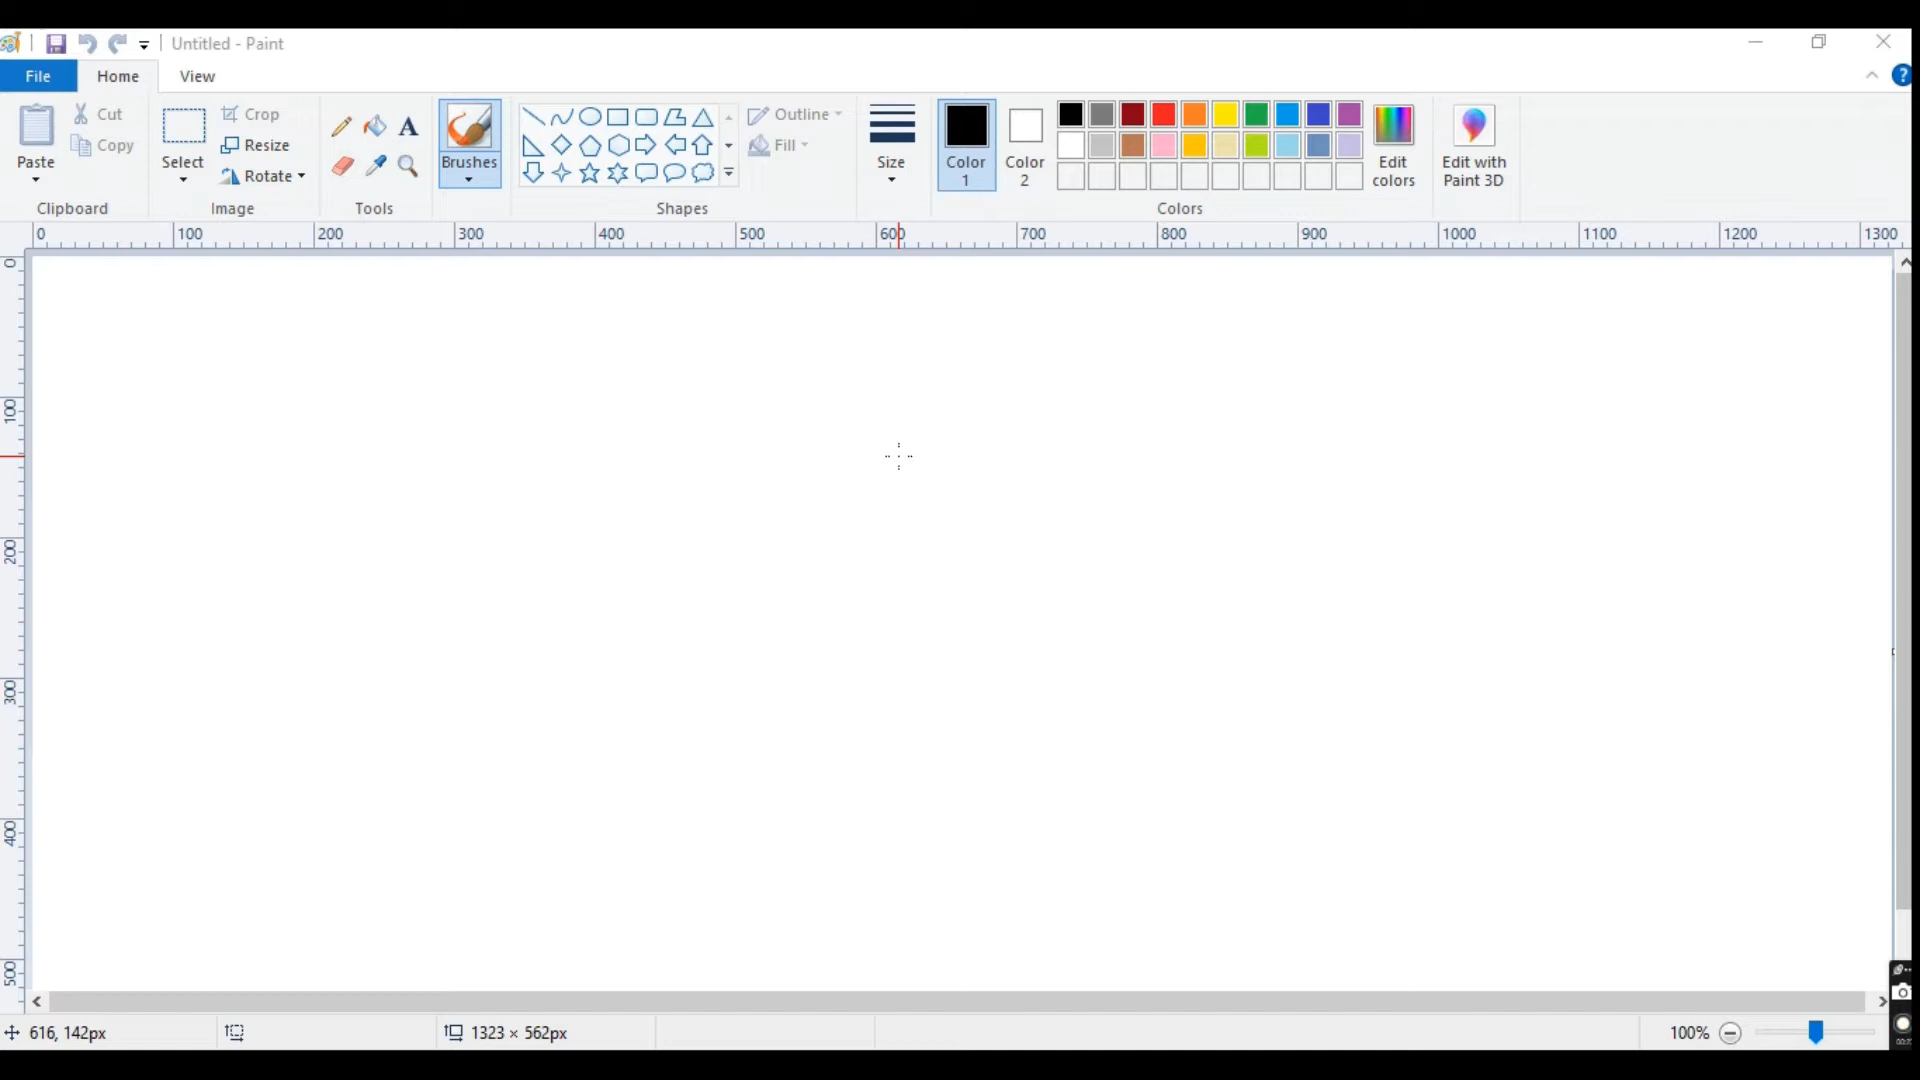 Untitled - Paint
File Home View
Paste Cut Copy Select Crop Resize Rotate A Brushes Outline Fill Size Color 1 Color 2 Edit colors Edit with Paint 3D ?
Clipboard Image Tools Shapes Colors
0 100 200 300 400 500 600 700 800 900 1000 1100 1200 1300
0
100
200
300
400
500
616, 142px 1323 × 562px 100%